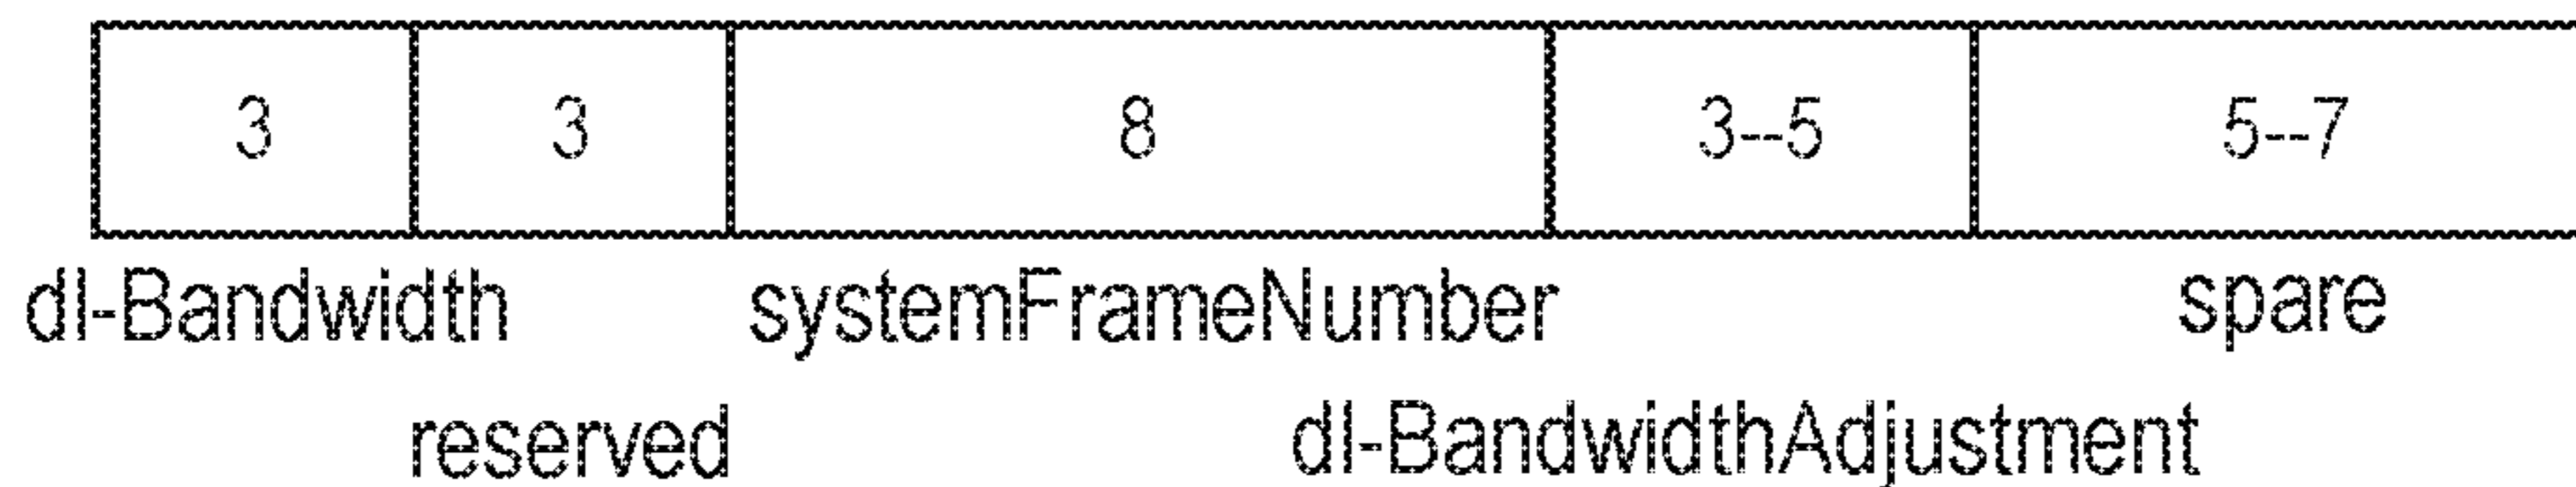 3 3 8 3--5 5--7
dl-Bandwidth systemFrameNumber spare
reserved dl-BandwidthAdjustment